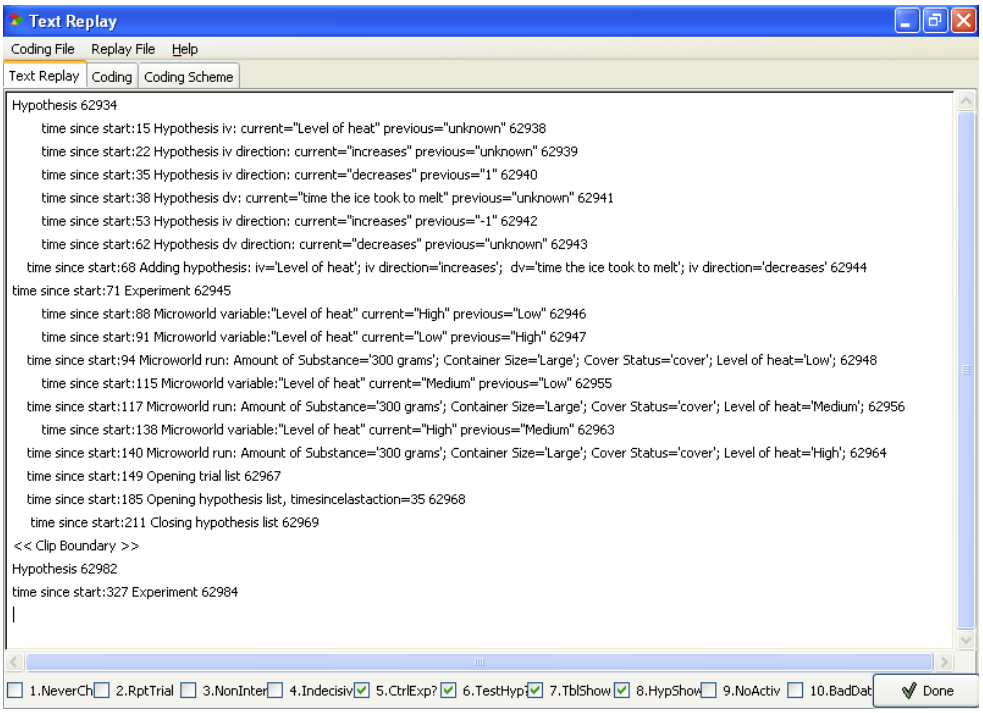 Text Replay
Coding File Replay File Help
Text Replay Coding Coding Scheme
Hypothesis 62934
time since start:15 Hypothesis iv: current="Level of heat" previous="unknown" 62938
time since start:22 Hypothesis iv direction: current="increases" previous="unknown" 62939
time since start:35 Hypothesis iv direction: current="decreases" previous="1" 62940
time since start:38 Hypothesis dv: current="time the ice took to melt" previous="unknown" 62941
time since start:53 Hypothesis iv direction: current="increases" previous="-1" 62942
time since start:62 Hypothesis dv direction: current="decreases" previous="unknown" 62943
time since start:68 Adding hypothesis: iv='Level of heat'; iv direction='increases';  dv='time the ice took to melt'; iv direction='decreases' 62944
time since start:71 Experiment 62945
time since start:88 Microworld variable:"Level of heat" current="High" previous="Low" 62946
time since start:91 Microworld variable:"Level of heat" current="Low" previous="High" 62947
time since start:94 Microworld run: Amount of Substance='300 grams'; Container Size='Large'; Cover Status='cover'; Level of heat='Low'; 62948
time since start:115 Microworld variable:"Level of heat" current="Medium" previous="Low" 62955
time since start:117 Microworld run: Amount of Substance='300 grams'; Container Size='Large'; Cover Status='cover'; Level of heat='Medium'; 62956
time since start:138 Microworld variable:"Level of heat" current="High" previous="Medium" 62963
time since start:140 Microworld run: Amount of Substance='300 grams'; Container Size='Large'; Cover Status='cover'; Level of heat='High'; 62964
time since start:149 Opening trial list 62967
time since start:185 Opening hypothesis list, timesincelastaction=35 62968
time since start:211 Closing hypothesis list 62969
<< Clip Boundary >>
Hypothesis 62982
time since start:327 Experiment 62984
1.NeverCh 2.RptTrial 3.NonInter 4.Indecisiv 5.CtrlExp? 6.TestHyp? 7.TblShow 8.HypShow 9.NoActiv 10.BadDat Done